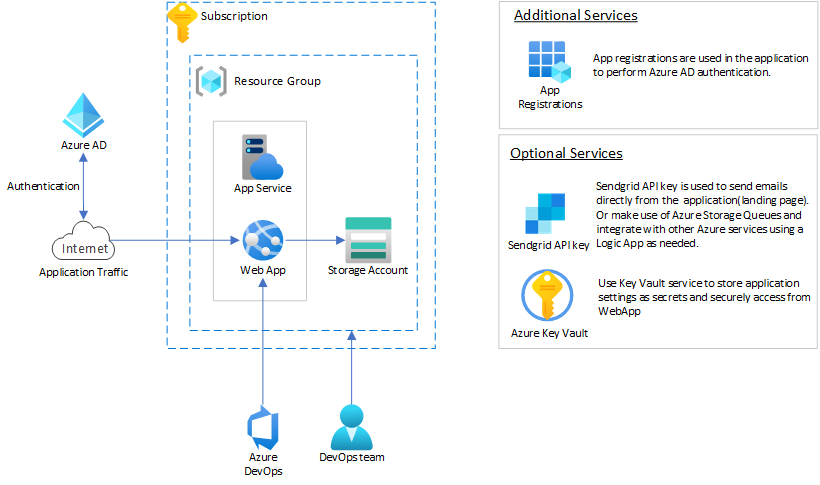 Subscription
Resource Group
Azure AD
Authentication
Internet
Application Traffic
App Service
Web App
Storage Account
Azure
DevOps
DevOps team
Additional Services
App
Registrations
App registrations are used in the application
to perform Azure AD authentication.
Optional Services
Sendgrid API key
Sendgrid API key is used to send emails
directly from the application(landing page).
Or make use of Azure Storage Queues and
integrate with other Azure services using a
Logic App as needed.
Azure Key Vault
Use Key Vault service to store application
settings as secrets and securely access from
WebApp